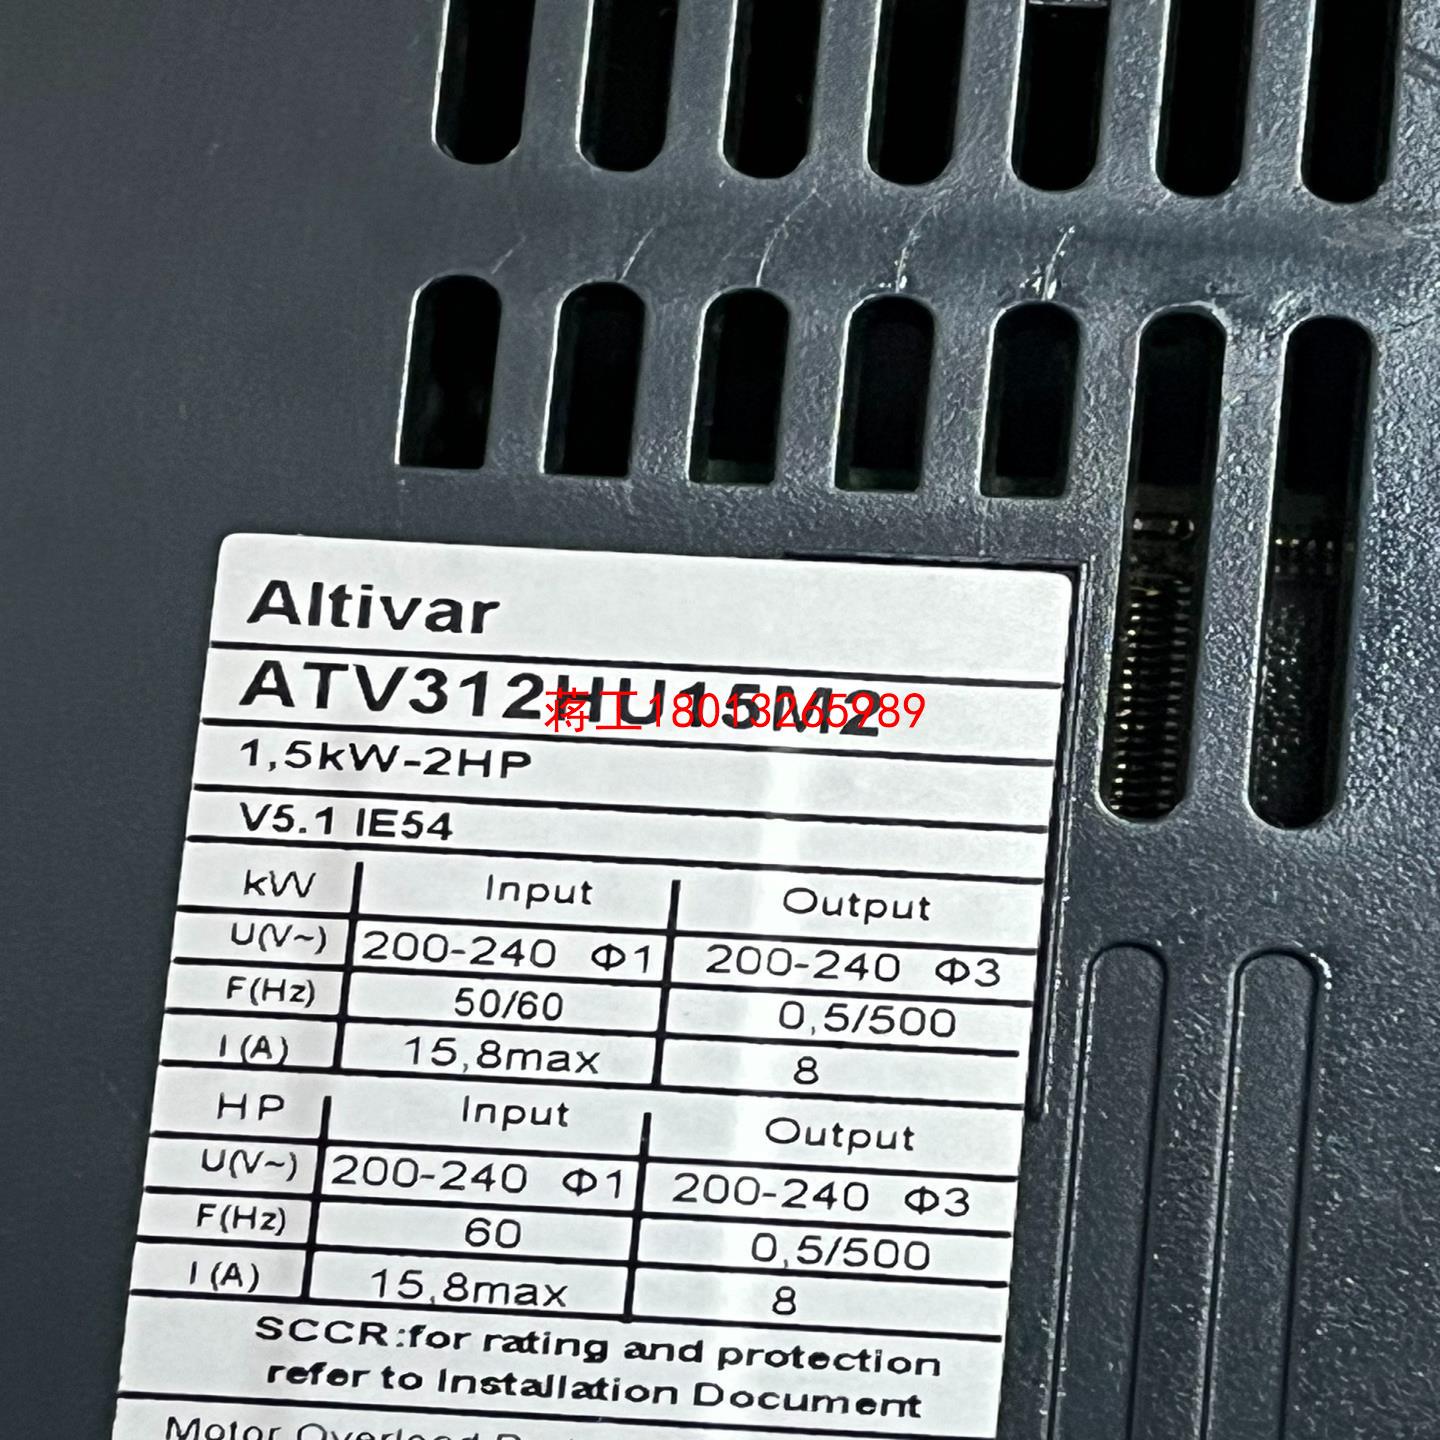 Altivar
ATV312HU15M2
蒋工18013265989
1,5kW-2HP
V5.1 IE54
kW Input Output
U(V~) 200-240 Φ1 200-240 Φ3
F(Hz) 50/60 0,5/500
I(A) 15,8max 8
HP Input Output
U(V~) 200-240 Φ1 200-240 Φ3
F(Hz) 60 0,5/500
I(A) 15,8max 8
SCCR:for rating and protection
refer to Installation Document
Motor Overload